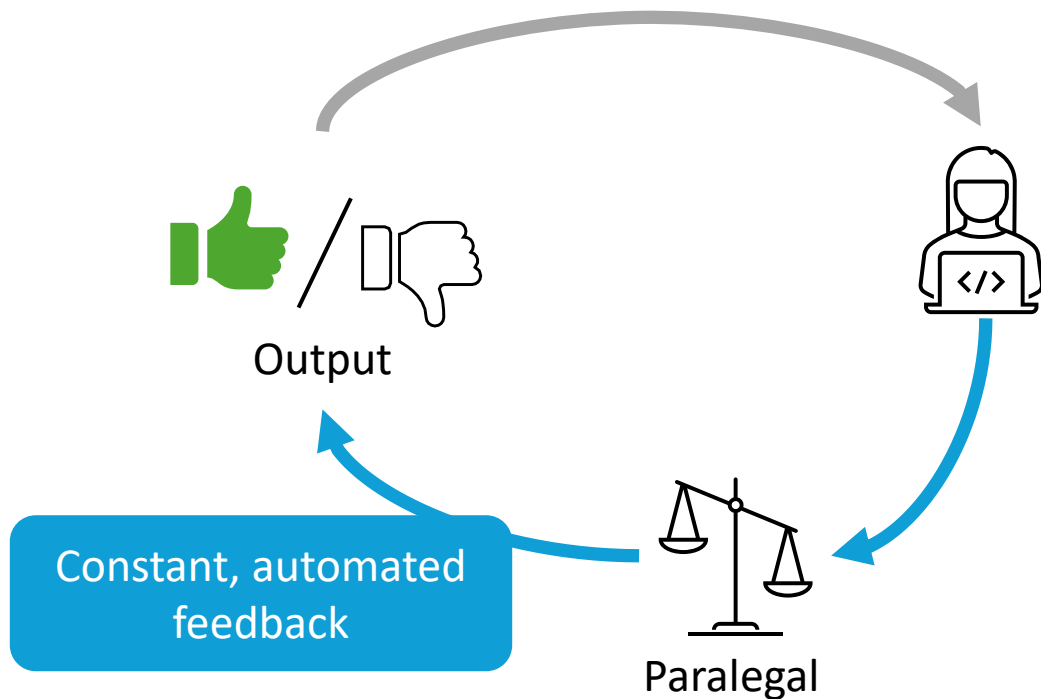 </>
Output
Constant, automated
feedback
Paralegal